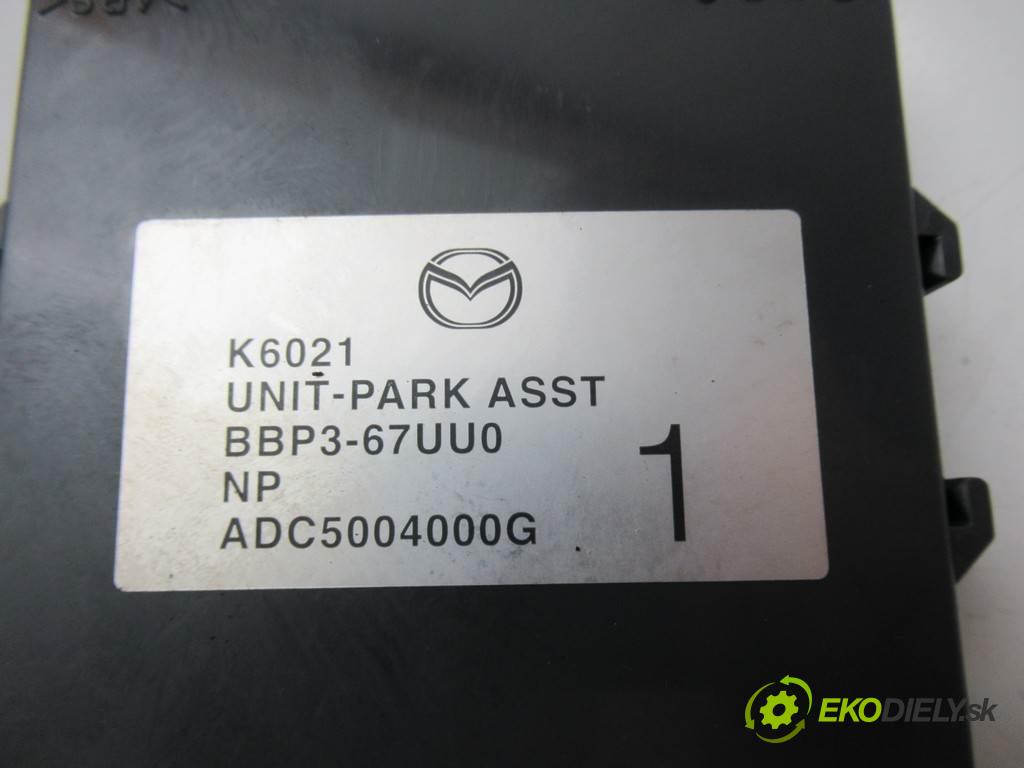 K6021
UNIT-PARK ASST
BBP3-67UU0
NP
ADC5004000G
1
EKODIELY.sk